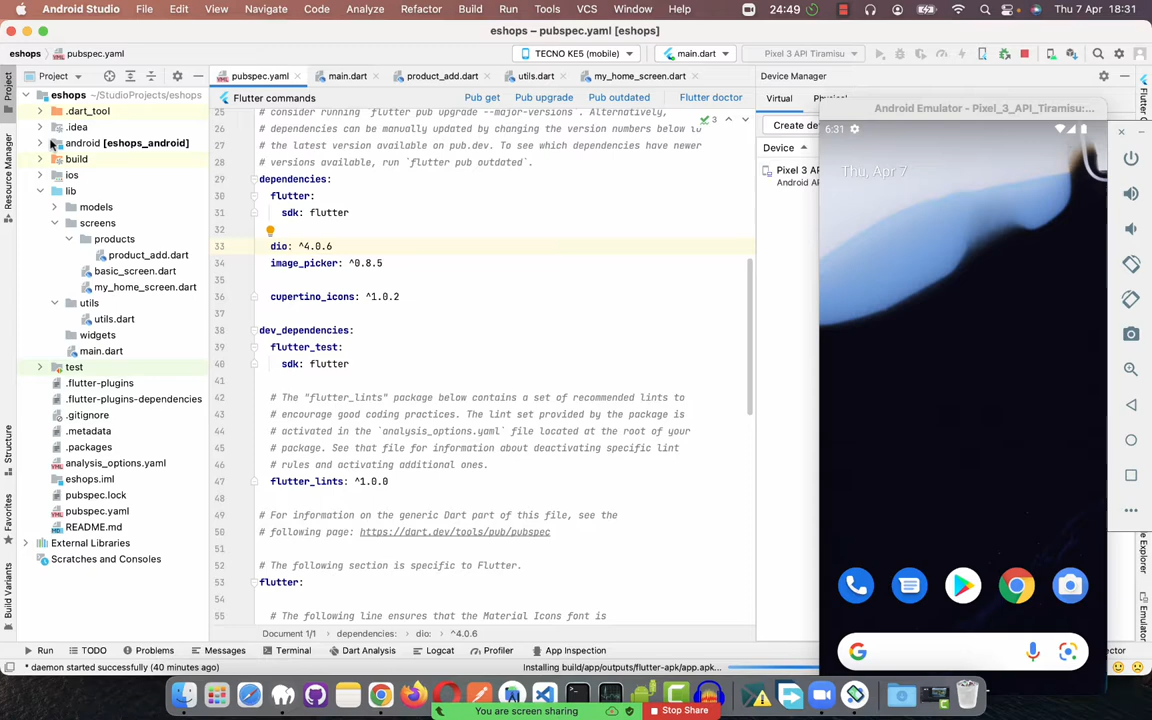 Android Studio File Edit View Navigate Code Analyze Refactor Build Run Tools VCS Window Help 24:49 Thu 7 Apr 18:31
eshops – pubspec.yaml [eshops]
eshops pubspec.yaml TECNO KE5 (mobile) main.dart Pixel 3 API Tiramisu
Project pubspec.yaml main.dart product_add.dart utils.dart my_home_screen.dart Device Manager
Flutter commands Pub get Pub upgrade Pub outdated Flutter doctor
Virtual
Create de
Device
Pixel 3 AP
Android AP
Android Emulator - Pixel_3_API_Tiramisu:...
6:31
Thu, Apr 7
Project
Resource Manager
Structure
Favorites
Build Variants
eshops ~/StudioProjects/eshops
.dart_tool
.idea
android [eshops_android]
build
ios
lib
models
screens
products
product_add.dart
basic_screen.dart
my_home_screen.dart
utils
utils.dart
widgets
main.dart
test
.flutter-plugins
.flutter-plugins-dependencies
.gitignore
.metadata
.packages
analysis_options.yaml
eshops.iml
pubspec.lock
pubspec.yaml
README.md
External Libraries
Scratches and Consoles
3
25 # consider running `flutter pub upgrade --major-versions`. Alternatively,
26 # dependencies can be manually updated by changing the version numbers below to
27 # the latest version available on pub.dev. To see which dependencies have newer
28 # versions available, run `flutter pub outdated`.
29 dependencies:
30 flutter:
31 sdk: flutter
32
33 dio: ^4.0.6
34 image_picker: ^0.8.5
35
36 cupertino_icons: ^1.0.2
37
38 dev_dependencies:
39 flutter_test:
40 sdk: flutter
41
42 # The "flutter_lints" package below contains a set of recommended lints to
43 # encourage good coding practices. The lint set provided by the package is
44 # activated in the `analysis_options.yaml` file located at the root of your
45 # package. See that file for information about deactivating specific lint
46 # rules and activating additional ones.
47 flutter_lints: ^1.0.0
48
49 # For information on the generic Dart part of this file, see the
50 # following page: https://dart.dev/tools/pub/pubspec
51
52 # The following section is specific to Flutter.
53 flutter:
54
55 # The following line ensures that the Material Icons font is
Document 1/1 dependencies: dio: ^4.0.6
Run TODO Problems Terminal Dart Analysis Messages Logcat Profiler App Inspection
* daemon started successfully (40 minutes ago) Installing build/app/outputs/flutter-apk/app.apk...
You are screen sharing Stop Share